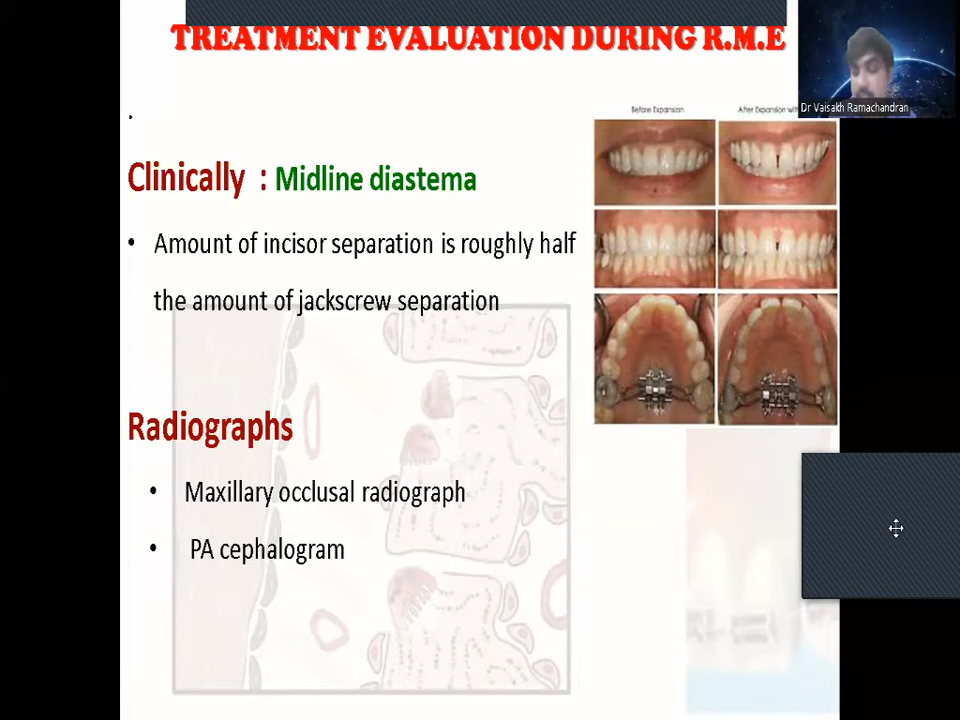 TREATMENT EVALUATION DURING R.M.E
Dr Vaisakh Ramachandran
Before Expansion
After Expansion with
Clinically : Midline diastema
• Amount of incisor separation is roughly half
the amount of jackscrew separation
Radiographs
• Maxillary occlusal radiograph
• PA cephalogram